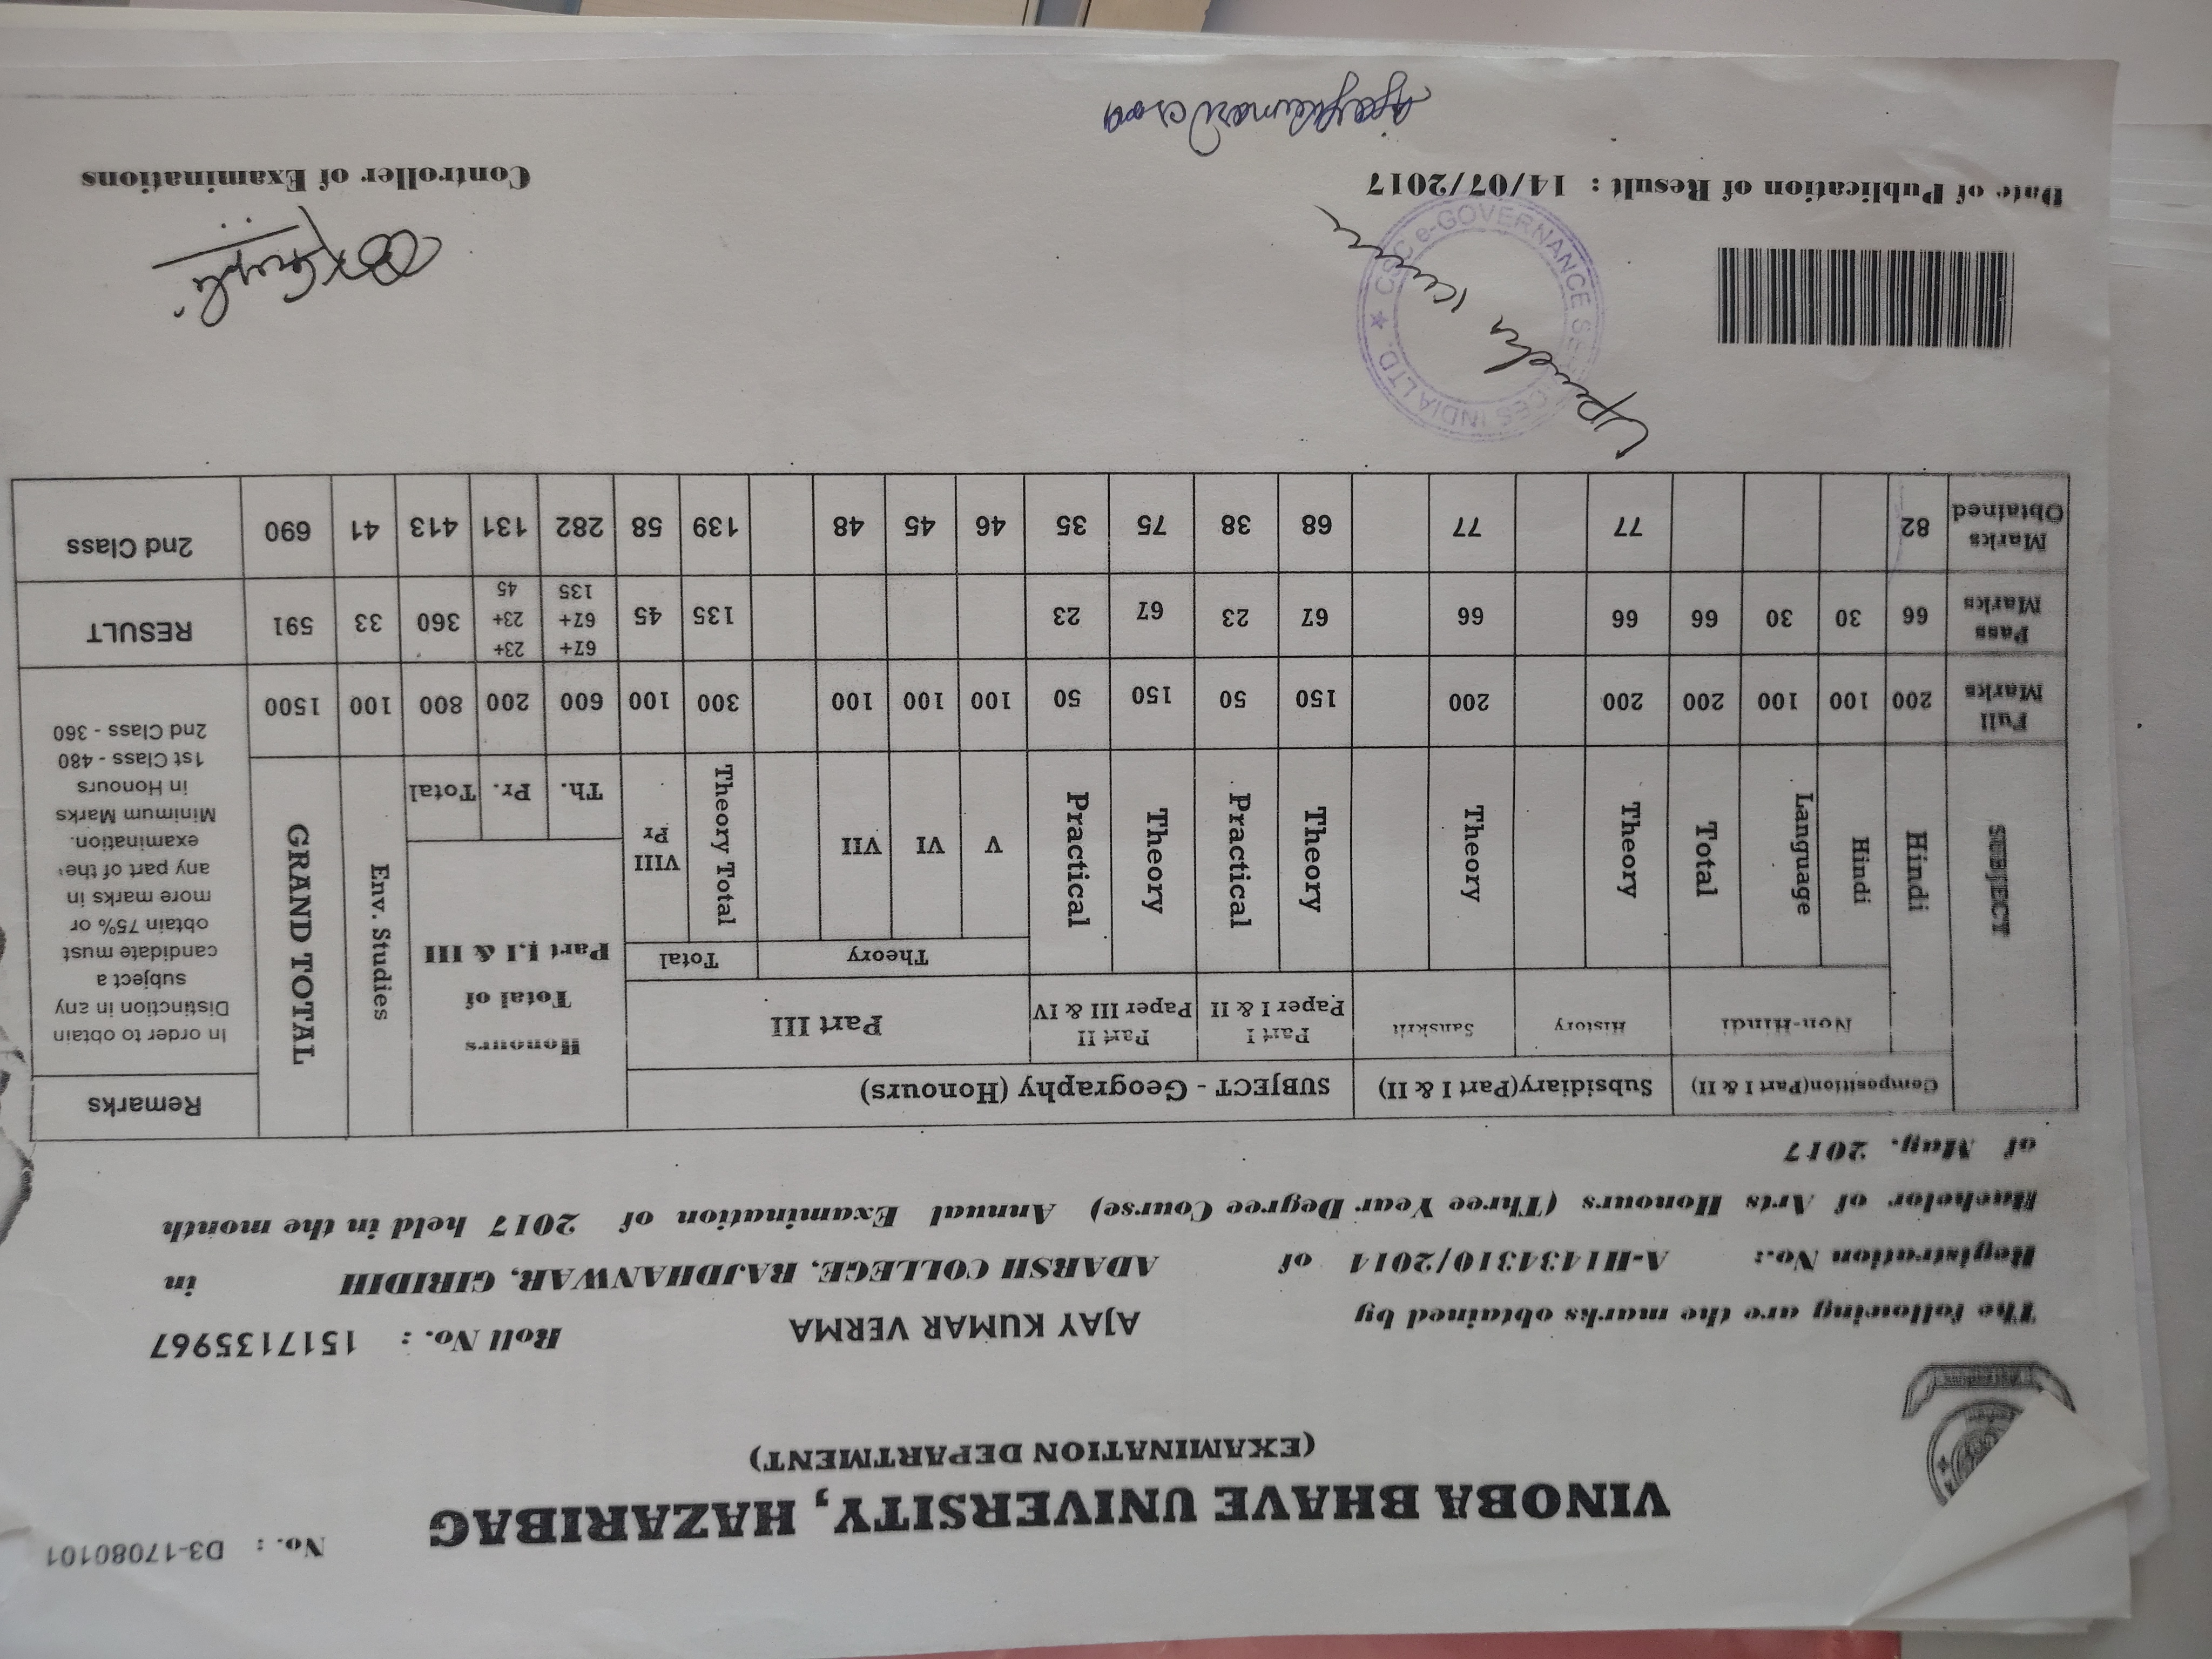 No. : D3-17080101
VINOBA BHAVE UNIVERSITY, HAZARIBAG
(EXAMINATION DEPARTMENT)
The following are the marks obtained by AJAY KUMAR VERMA Roll No. : 1517135967
Registration No.: A-H1434310/2014 of ADARSH COLLEGE, RAJDHANWAR, GIRIDIH in
Bachelor of Arts Honours (Three Year Degree Course) Annual Examination of 2017 held in the month
of May, 2017
SUBJECT
Composition(Part I & II) Subsidiary(Part I & II) SUBJECT - Geography (Honours)
Hindi
Non-Hindi
Hindi
Language
Total
History
Theory
Sanskrit
Theory
Part I
Paper I & II
Theory
Practical
Part II
Paper III & IV
Theory
Practical
Part III
Theory
V VI VII
Total
Theory Total
VIII
Pr
Honours
Total of
Part I,I & III
Th. Pr. Total
Env. Studies
GRAND TOTAL
Remarks
In order to obtain
Distinction in any
subject a
candidate must
obtain 75% or
more marks in
any part of the
examination.
Minimum Marks
in Honours
1st Class - 480
2nd Class - 360
Full
Marks
200 100 100 200 200 200 150 50 150 50 100 100 100 300 100 600 200 800 100 1500
Pass
Marks
66 30 30 66 66 66 67 23 67 23 135 45
67+
67+
135
23+
23+
45
360 33 591 RESULT
Marks
Obtained
82 77 77 68 38 75 35 46 45 48 139 58 282 131 413 41 690 2nd Class
CSC e-GOVERNANCE SERVICES INDIA LTD.
Date of Publication of Result : 14/07/2017
Controller of Examinations